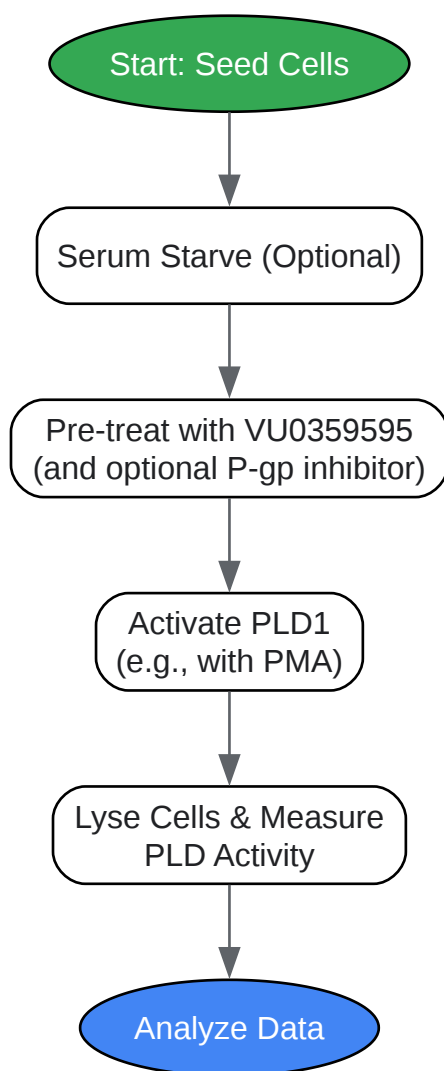 Start: Seed Cells
Serum Starve (Optional)
Pre-treat with VU0359595
(and optional P-gp inhibitor)
Activate PLD1
(e.g., with PMA)
Lyse Cells & Measure
PLD Activity
Analyze Data